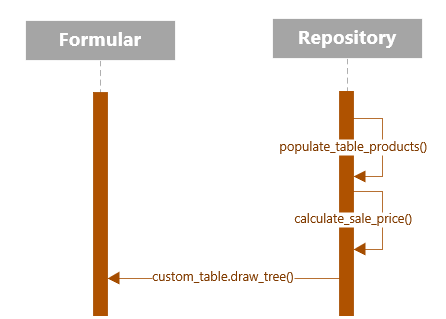 Formular
Repository
populate_table_products()
calculate_sale_price()
custom_table.draw_tree()